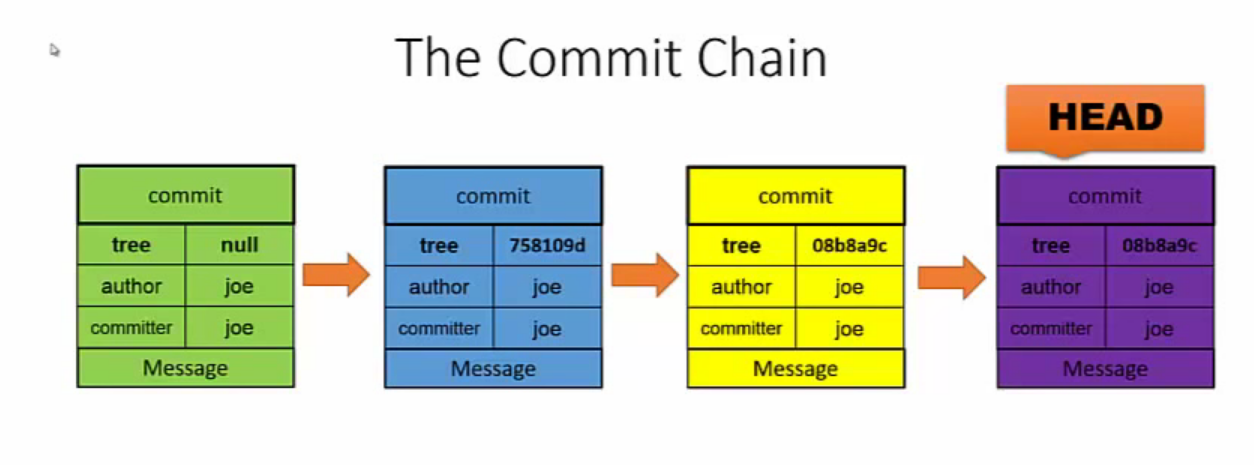 The Commit Chain
HEAD
commit
tree null
author joe
committer joe
Message
commit
tree 758109d
author joe
committer joe
Message
commit
tree 08b8a9c
author joe
committer joe
Message
commit
tree 08b8a9c
author joe
committer joe
Message